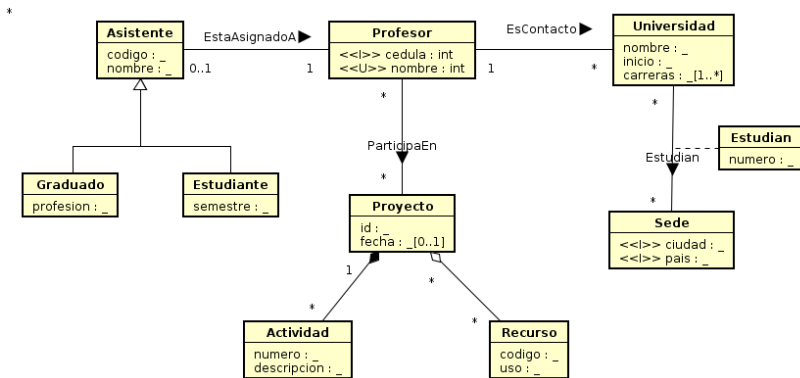 *
Asistente
codigo : _
nombre : _
EstaAsignadoA
0..1
1
Profesor
<<I>> cedula : int
<<U>> nombre : int
EsContacto
1
*
Universidad
nombre : _
inicio : _
carreras : _[1..*]
*
*
ParticipaEn
*
Estudian
*
Estudian
numero : _
Graduado
profesion : _
Estudiante
semestre : _
Proyecto
id : _
fecha : _[0..1]
Sede
<<I>> ciudad : _
<<I>> pais : _
1
*
*
*
Actividad
numero : _
descripcion : _
Recurso
codigo : _
uso : _